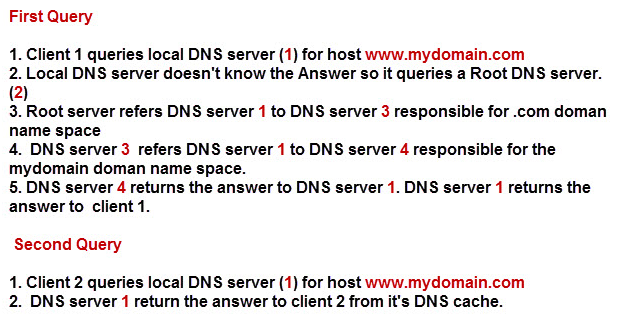 First Query
1. Client 1 queries local DNS server (1) for host www.mydomain.com
2. Local DNS server doesn't know the Answer so it queries a Root DNS server.
(2)
3. Root server refers DNS server 1 to DNS server 3 responsible for .com doman
name space
4. DNS server 3 refers DNS server 1 to DNS server 4 responsible for the
mydomain doman name space.
5. DNS server 4 returns the answer to DNS server 1. DNS server 1 returns the
answer to client 1.
Second Query
1. Client 2 queries local DNS server (1) for host www.mydomain.com
2. DNS server 1 return the answer to client 2 from it's DNS cache.